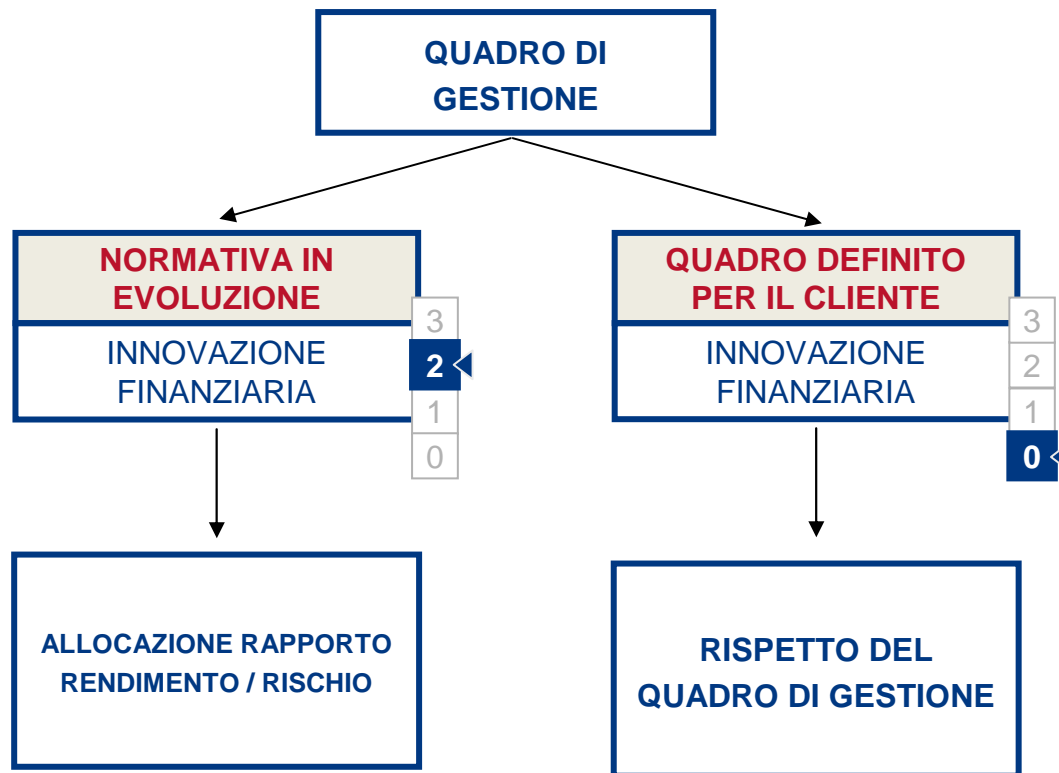 QUADRO DI
GESTIONE
NORMATIVA IN
EVOLUZIONE
INNOVAZIONE
FINANZIARIA
3
2
1
0
QUADRO DEFINITO
PER IL CLIENTE
INNOVAZIONE
FINANZIARIA
3
2
1
0
ALLOCAZIONE RAPPORTO
RENDIMENTO / RISCHIO
RISPETTO DEL
QUADRO DI GESTIONE